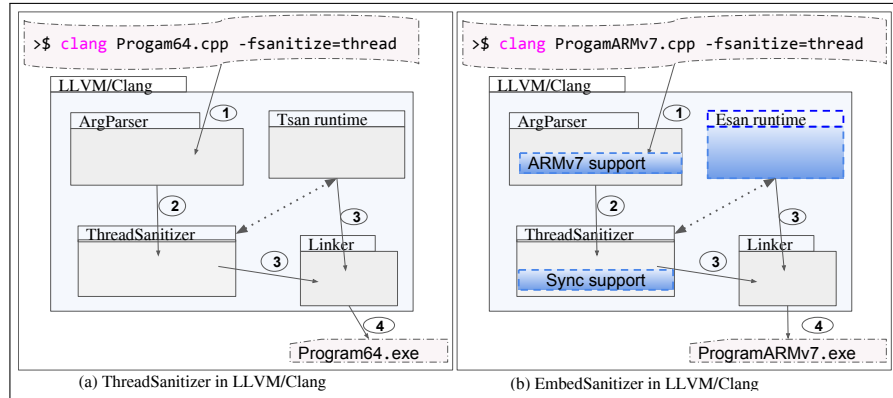 >$ clang Progam64.cpp -fsanitize=thread
LLVM/Clang
ArgParser
1
Tsan runtime
2
3
ThreadSanitizer
Linker
3
4
Program64.exe
(a) ThreadSanitizer in LLVM/Clang
>$ clang ProgamARMv7.cpp -fsanitize=thread
LLVM/Clang
ArgParser
1
Esan runtime
ARMv7 support
2
3
ThreadSanitizer
Linker
3
Sync support
4
ProgramARMv7.exe
(b) EmbedSanitizer in LLVM/Clang